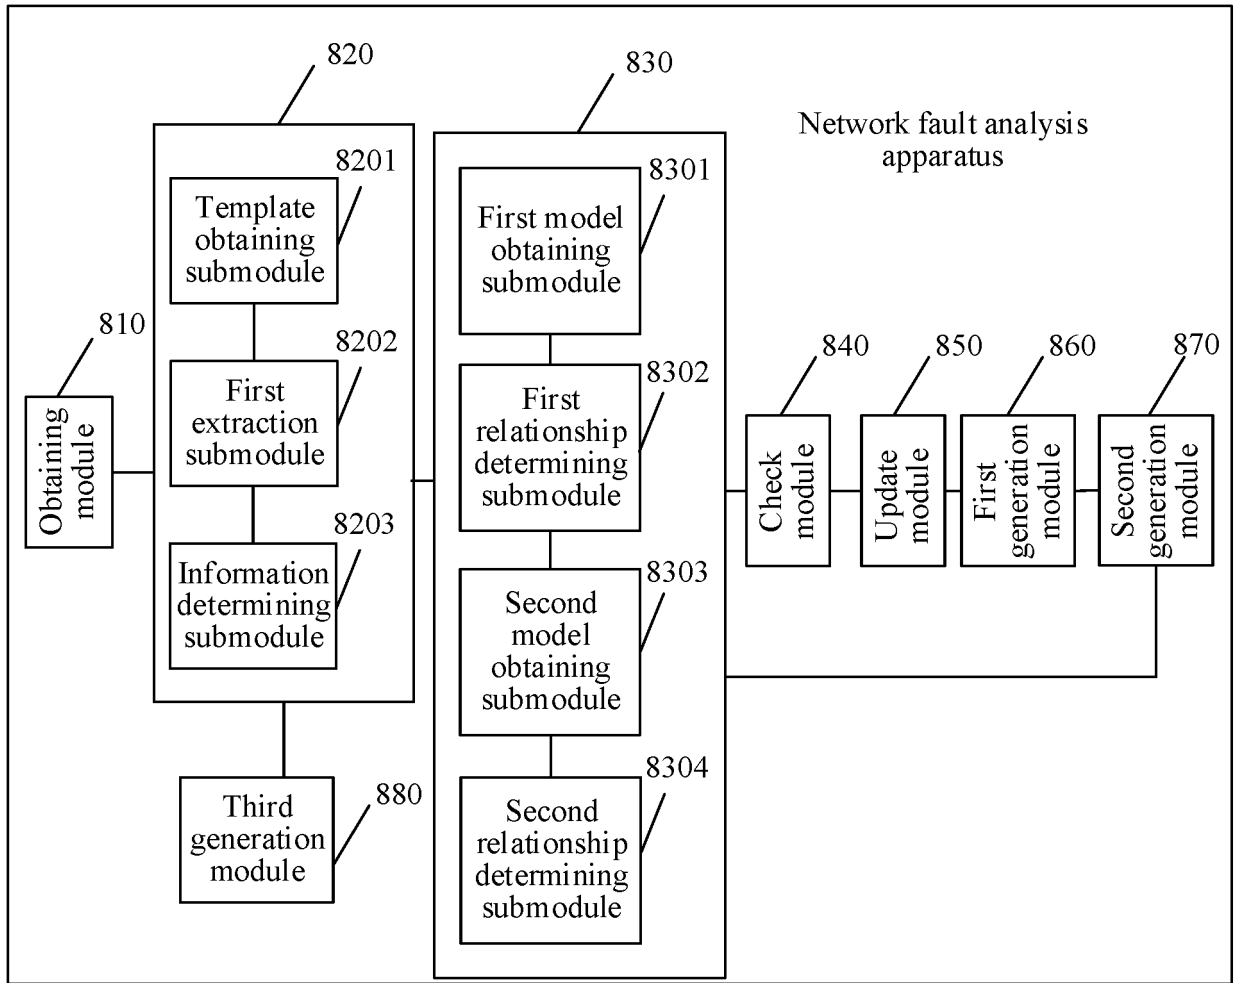 Network fault analysis
apparatus
810
Obtaining
module
820
8201
Template
obtaining
submodule
8202
First
extraction
submodule
8203
Information
determining
submodule
880
Third
generation
module
830
8301
First model
obtaining
submodule
8302
First
relationship
determining
submodule
8303
Second
model
obtaining
submodule
8304
Second
relationship
determining
submodule
840
Check
module
850
Update
module
860
First
generation
module
870
Second
generation
module